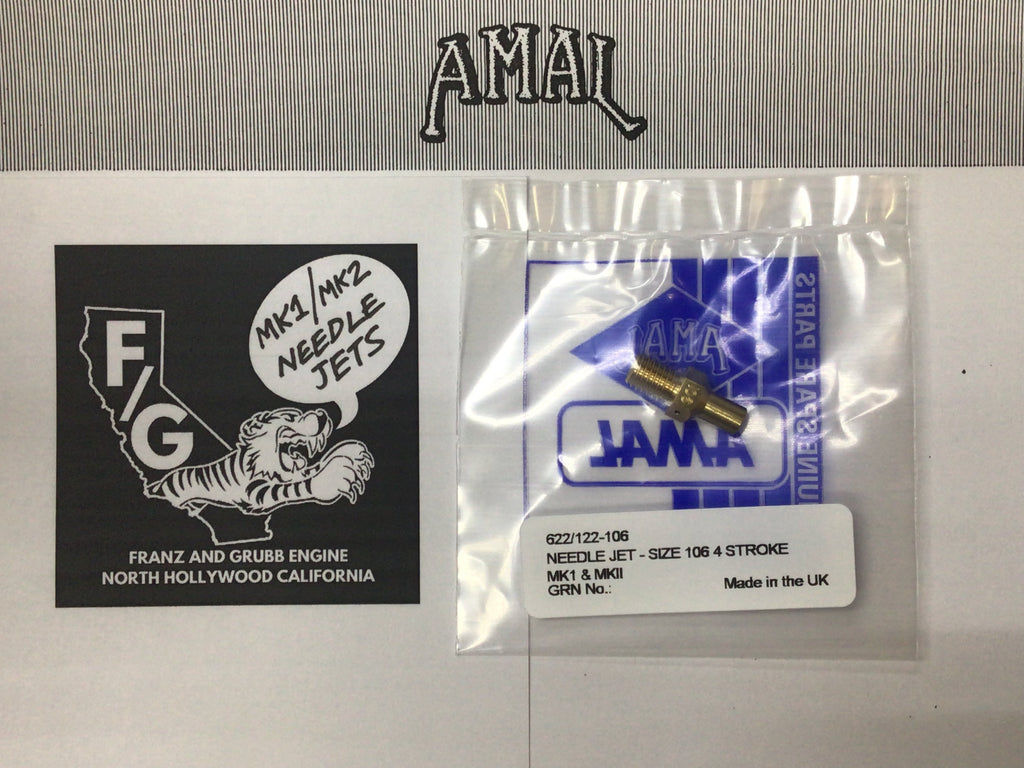 AMAL
MK1/MK2
NEEDLE
JETS
F/G
FRANZ AND GRUBB ENGINE
NORTH HOLLYWOOD CALIFORNIA
AMAL
AMAL
SPARE PARTS
622/122-106
NEEDLE JET - SIZE 106 4 STROKE
MK1 & MKII
GRN No.:
Made in the UK